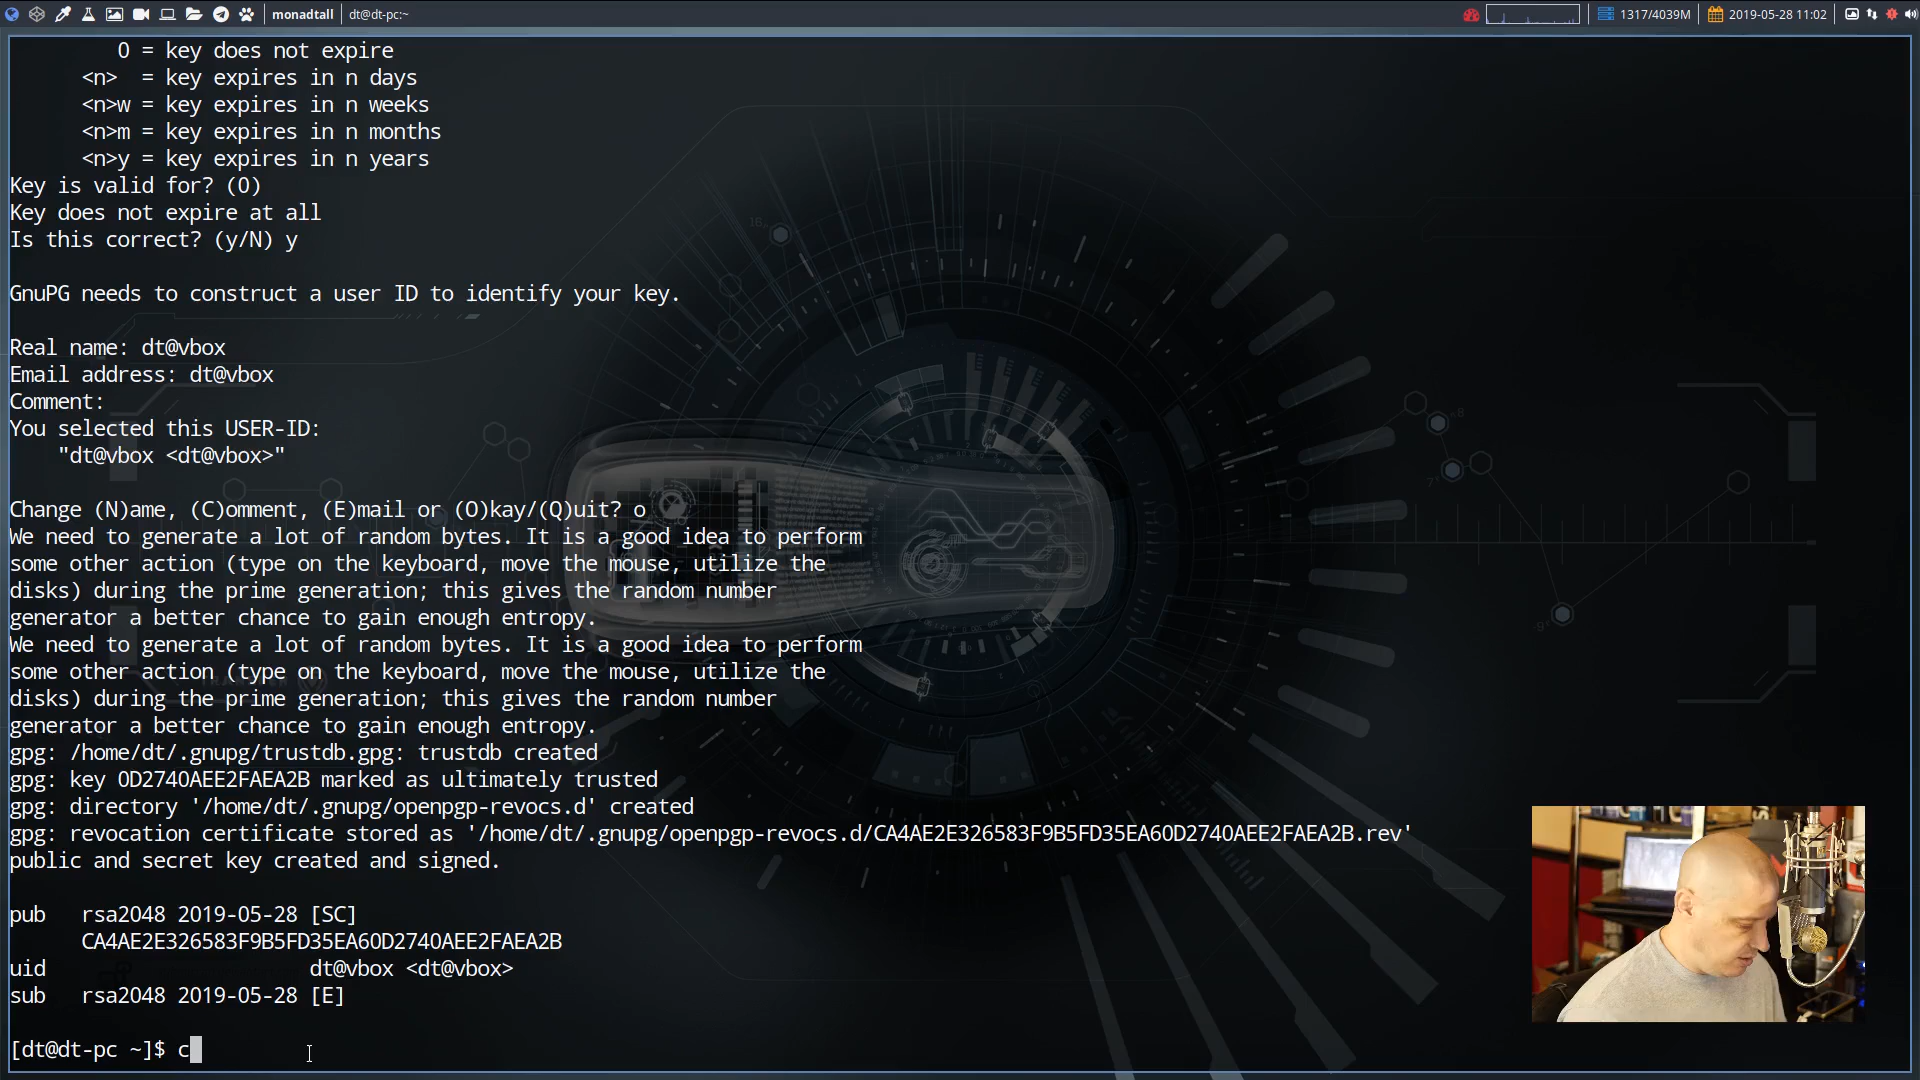 monadtall dt@dt-pc:~ 1317/4039M 2019-05-28 11:02
0 = key does not expire
<n>  = key expires in n days
<n>w = key expires in n weeks
<n>m = key expires in n months
<n>y = key expires in n years
Key is valid for? (0)
Key does not expire at all
Is this correct? (y/N) y
GnuPG needs to construct a user ID to identify your key.
Real name: dt@vbox
Email address: dt@vbox
Comment:
You selected this USER-ID:
"dt@vbox <dt@vbox>"
Change (N)ame, (C)omment, (E)mail or (O)kay/(Q)uit? o
We need to generate a lot of random bytes. It is a good idea to perform
some other action (type on the keyboard, move the mouse, utilize the
disks) during the prime generation; this gives the random number
generator a better chance to gain enough entropy.
We need to generate a lot of random bytes. It is a good idea to perform
some other action (type on the keyboard, move the mouse, utilize the
disks) during the prime generation; this gives the random number
generator a better chance to gain enough entropy.
gpg: /home/dt/.gnupg/trustdb.gpg: trustdb created
gpg: key 0D2740AEE2FAEA2B marked as ultimately trusted
gpg: directory '/home/dt/.gnupg/openpgp-revocs.d' created
gpg: revocation certificate stored as '/home/dt/.gnupg/openpgp-revocs.d/CA4AE2E326583F9B5FD35EA60D2740AEE2FAEA2B.rev'
public and secret key created and signed.
pub   rsa2048 2019-05-28 [SC]
CA4AE2E326583F9B5FD35EA60D2740AEE2FAEA2B
uid                      dt@vbox <dt@vbox>
sub   rsa2048 2019-05-28 [E]
[dt@dt-pc ~]$ c